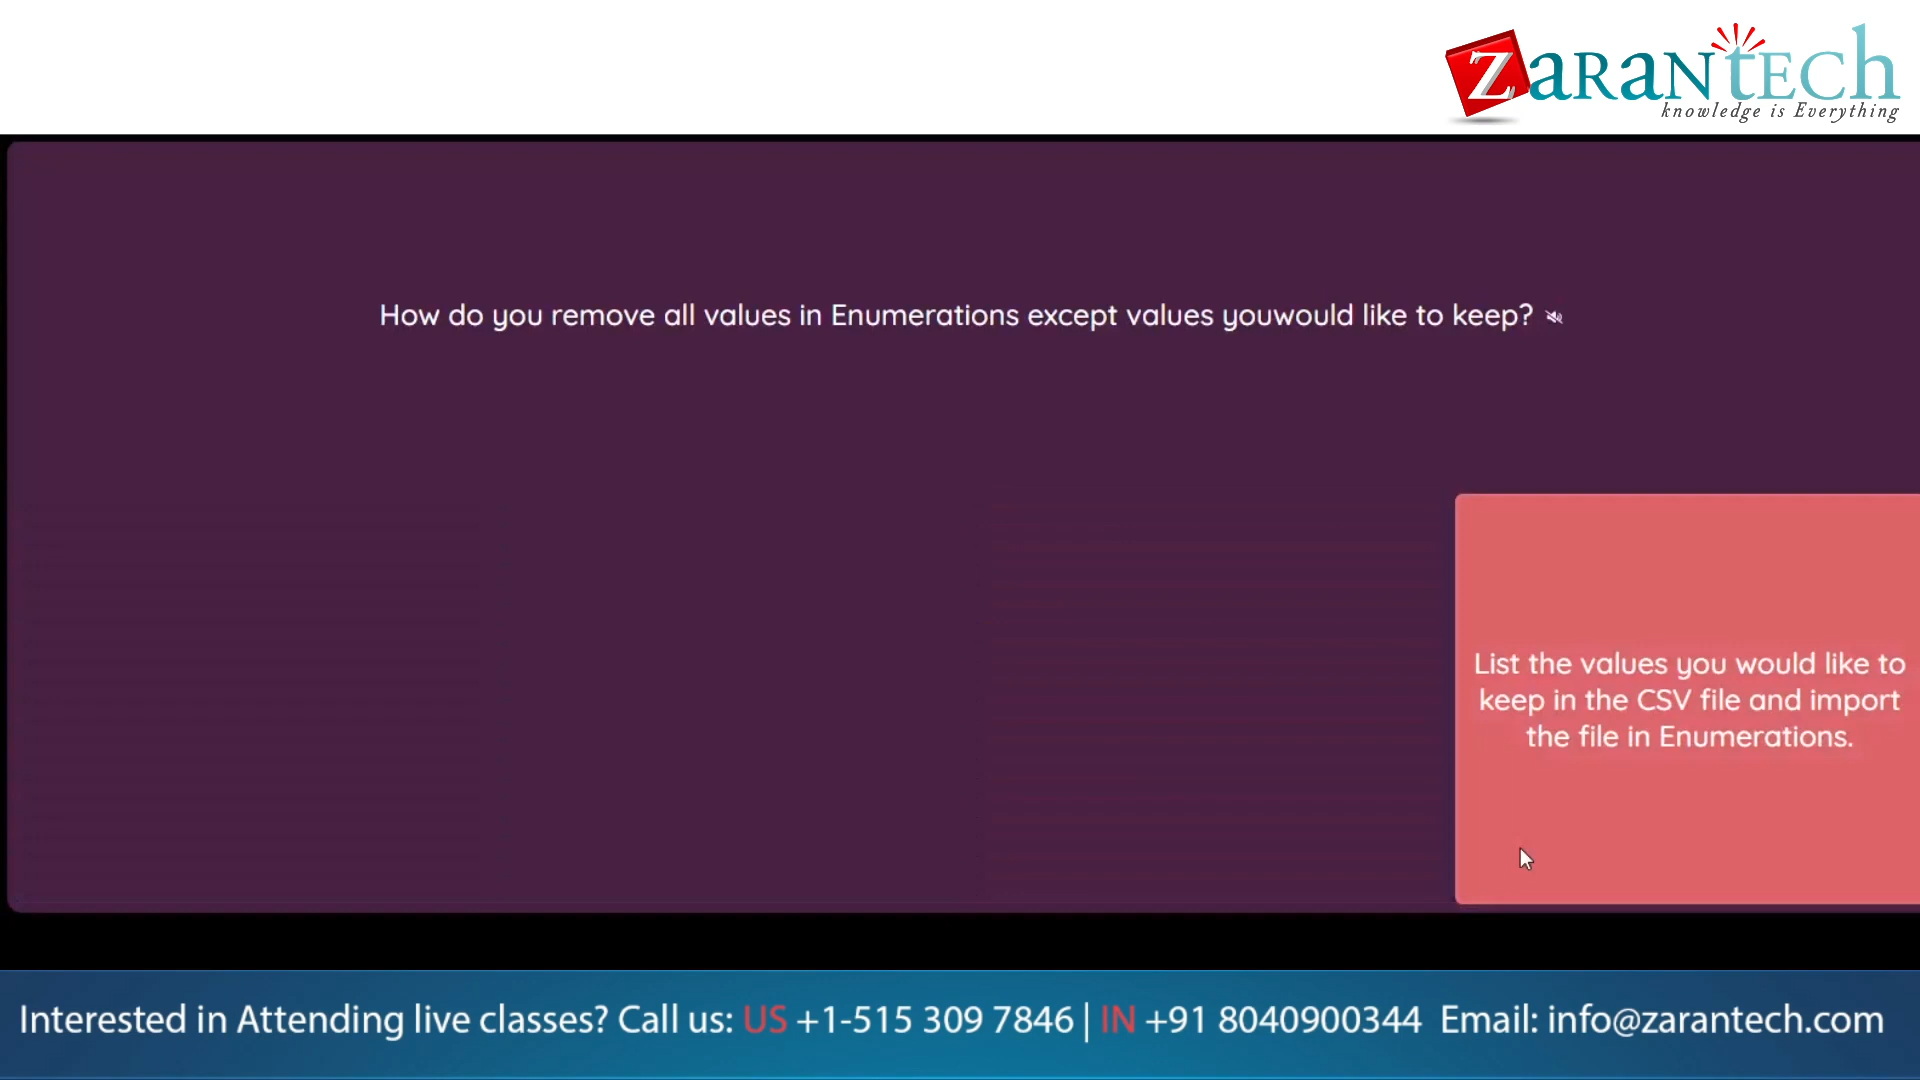 ZaranTech
knowledge is Everything
How do you remove all values in Enumerations except values youwould like to keep?
List the values you would like to
keep in the CSV file and import
the file in Enumerations.
Interested in Attending live classes? Call us: US +1-515 309 7846 | IN +91 8040900344 Email: info@zarantech.com